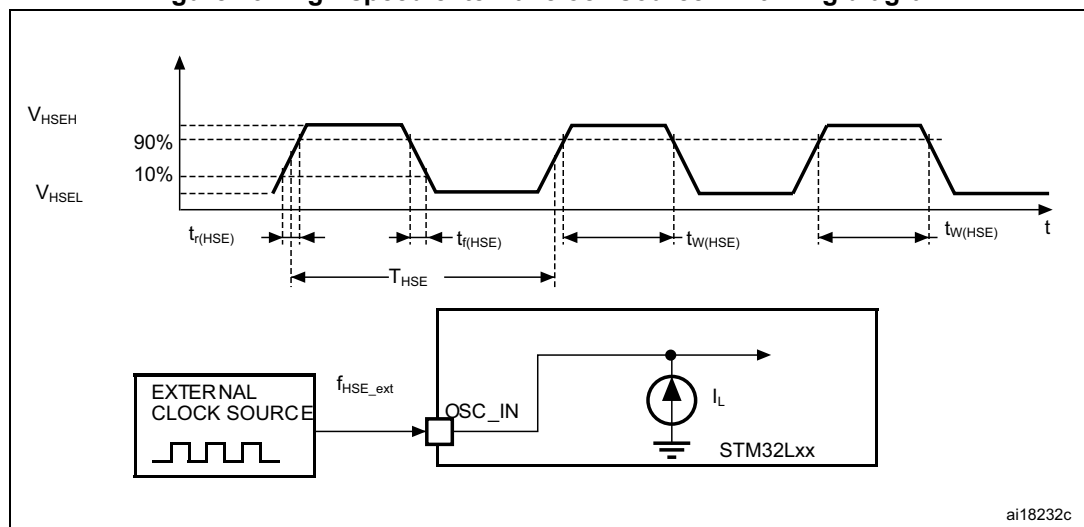 V_HSEH
90%
10%
V_HSEL
t_r(HSE)
t_f(HSE)
t_W(HSE)
t_W(HSE)
t
T_HSE
EXTERNAL
CLOCK SOURCE
f_HSE_ext
OSC_IN
I_L
STM32Lxx
ai18232c